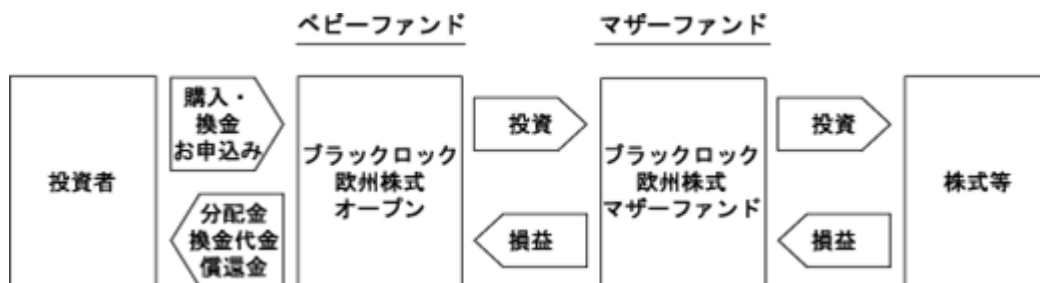 ベビーファンド
マザーファンド
投資者
購入・
換金
お申込み
分配金
換金代金
償還金
ブラックロック
欧州株式
オープン
投資
損益
ブラックロック
欧州株式
マザーファンド
投資
損益
株式等